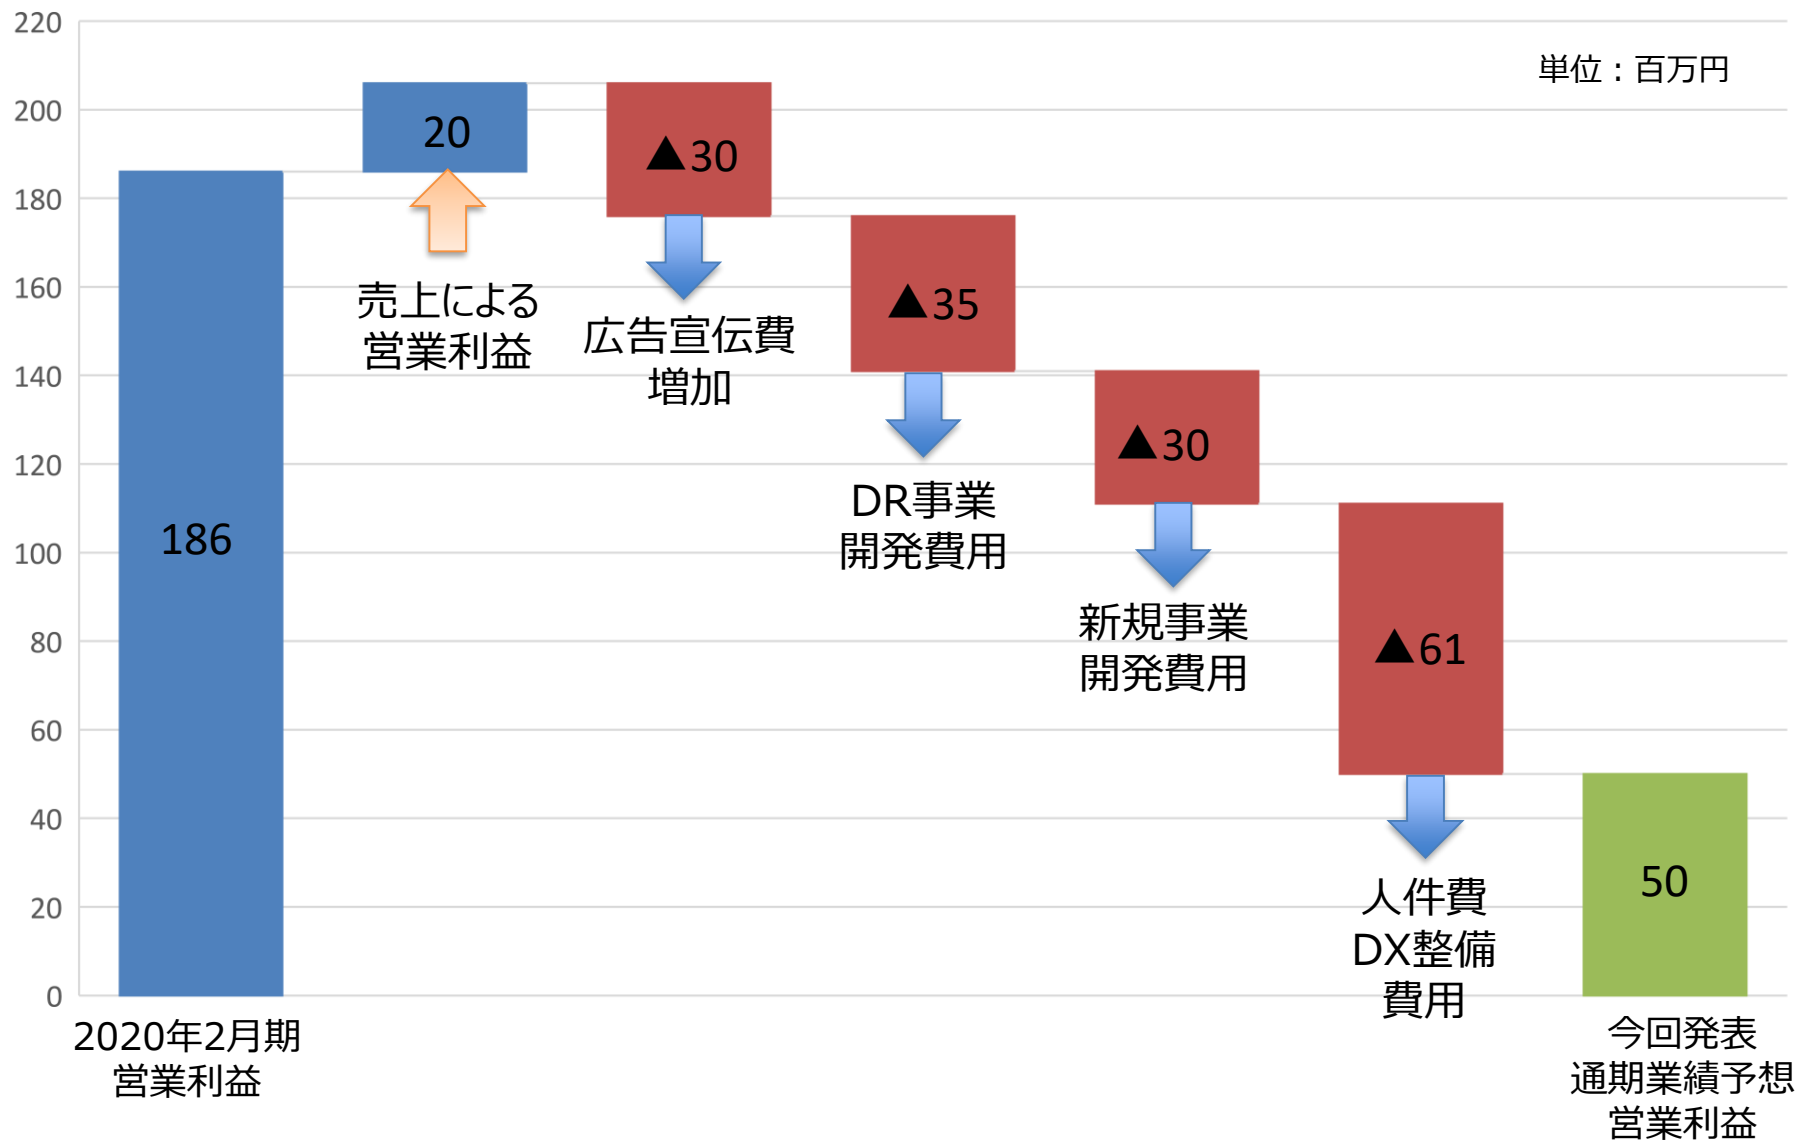 単位：百万円
220
200
180
160
140
120
100
80
60
40
20
0
186
2020年2月期
営業利益
20
売上による
営業利益
▲30
広告宣伝費
増加
▲35
DR事業
開発費用
▲30
新規事業
開発費用
▲61
人件費
DX整備
費用
50
今回発表
通期業績予想
営業利益